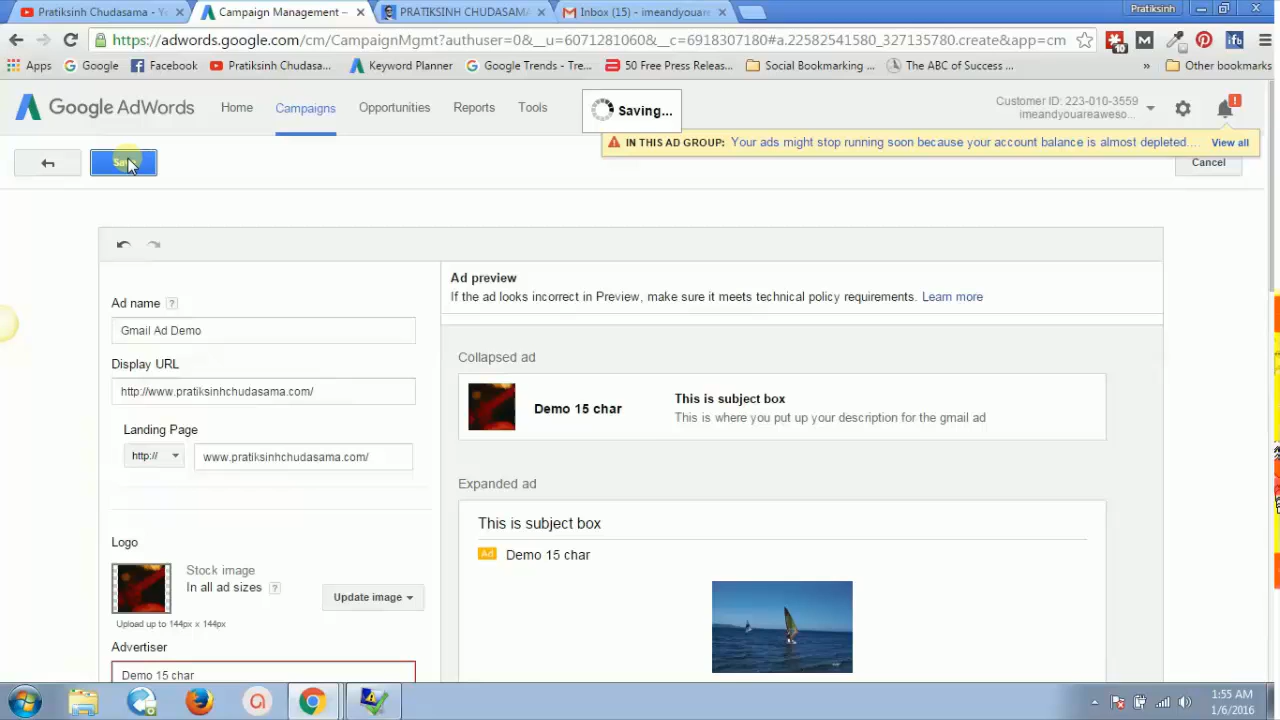 Pratiksinh Chudasama - Y
Campaign Management –
PRATIKSINH CHUDASAMA
Inbox (15) - imeandyouare
Pratiksinh
https://adwords.google.com/cm/CampaignMgmt?authuser=0&__u=6071281060&__c=6918307180#a.22582541580_327135780.create&app=cm
10
M
ifb
Apps
Google
Facebook
Pratiksinh Chudasa...
Keyword Planner
Google Trends - Tre...
50 Free Press Releas...
Social Bookmarking ...
The ABC of Success ...
»
Other bookmarks
Google AdWords
Home
Campaigns
Opportunities
Reports
Tools
Saving...
Customer ID: 223-010-3559
imeandyouareaweso...
!
IN THIS AD GROUP: Your ads might stop running soon because your account balance is almost depleted....
View all
Save
Cancel
Ad name ?
Gmail Ad Demo
Display URL
http://www.pratiksinhchudasama.com/
Landing Page
http://
www.pratiksinhchudasama.com/
Logo
Stock image
In all ad sizes ?
Update image
Upload up to 144px x 144px
Advertiser
Demo 15 char
Ad preview
If the ad looks incorrect in Preview, make sure it meets technical policy requirements. Learn more
Collapsed ad
Demo 15 char
This is subject box
This is where you put up your description for the gmail ad
Expanded ad
This is subject box
Ad Demo 15 char
1:55 AM
1/6/2016